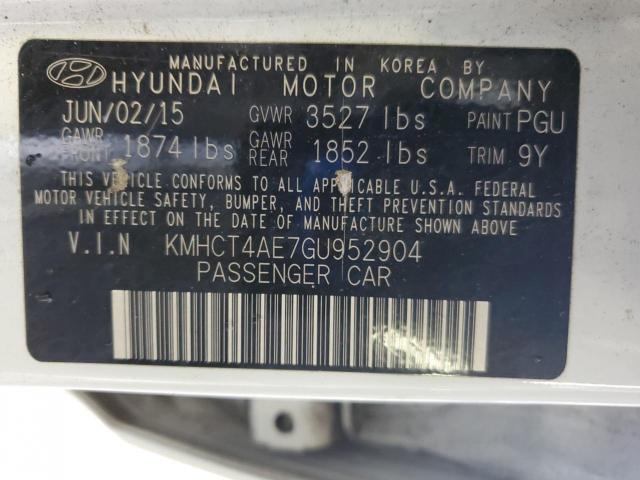 MANUFACTURED IN KOREA BY
HYUNDAI MOTOR COMPANY
JUN/02/15 GVWR 3527 lbs PAINT PGU
GAWR FRONT 1874 lbs GAWR REAR 1852 lbs TRIM 9Y
THIS VEHICLE CONFORMS TO ALL APPLICABLE U.S.A. FEDERAL
MOTOR VEHICLE SAFETY, BUMPER, AND THEFT PREVENTION STANDARDS
IN EFFECT ON THE DATE OF MANUFACTURE SHOWN ABOVE
V.I.N KMHCT4AE7GU952904
PASSENGER CAR